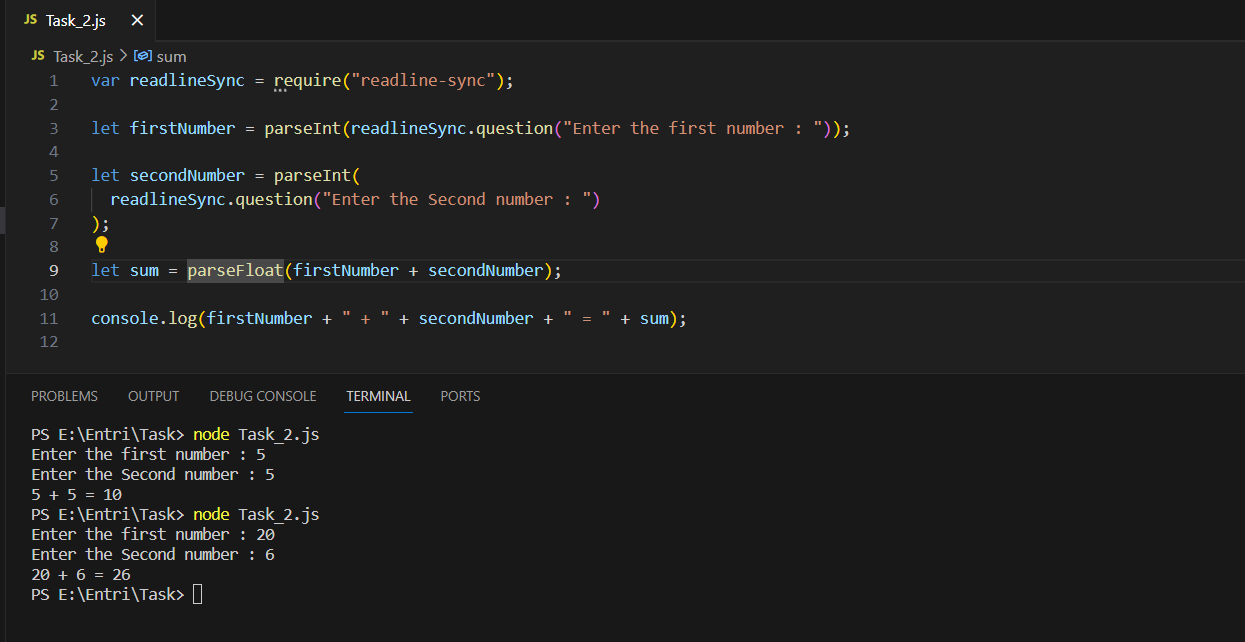 JS Task_2.js ×
JS Task_2.js > sum
1 var readlineSync = require("readline-sync");
2
3 let firstNumber = parseInt(readlineSync.question("Enter the first number : "));
4
5 let secondNumber = parseInt(
6   readlineSync.question("Enter the Second number : ")
7 );
8
9 let sum = parseFloat(firstNumber + secondNumber);
10
11 console.log(firstNumber + " + " + secondNumber + " = " + sum);
12
PROBLEMS OUTPUT DEBUG CONSOLE TERMINAL PORTS
PS E:\Entri\Task> node Task_2.js
Enter the first number : 5
Enter the Second number : 5
5 + 5 = 10
PS E:\Entri\Task> node Task_2.js
Enter the first number : 20
Enter the Second number : 6
20 + 6 = 26
PS E:\Entri\Task>